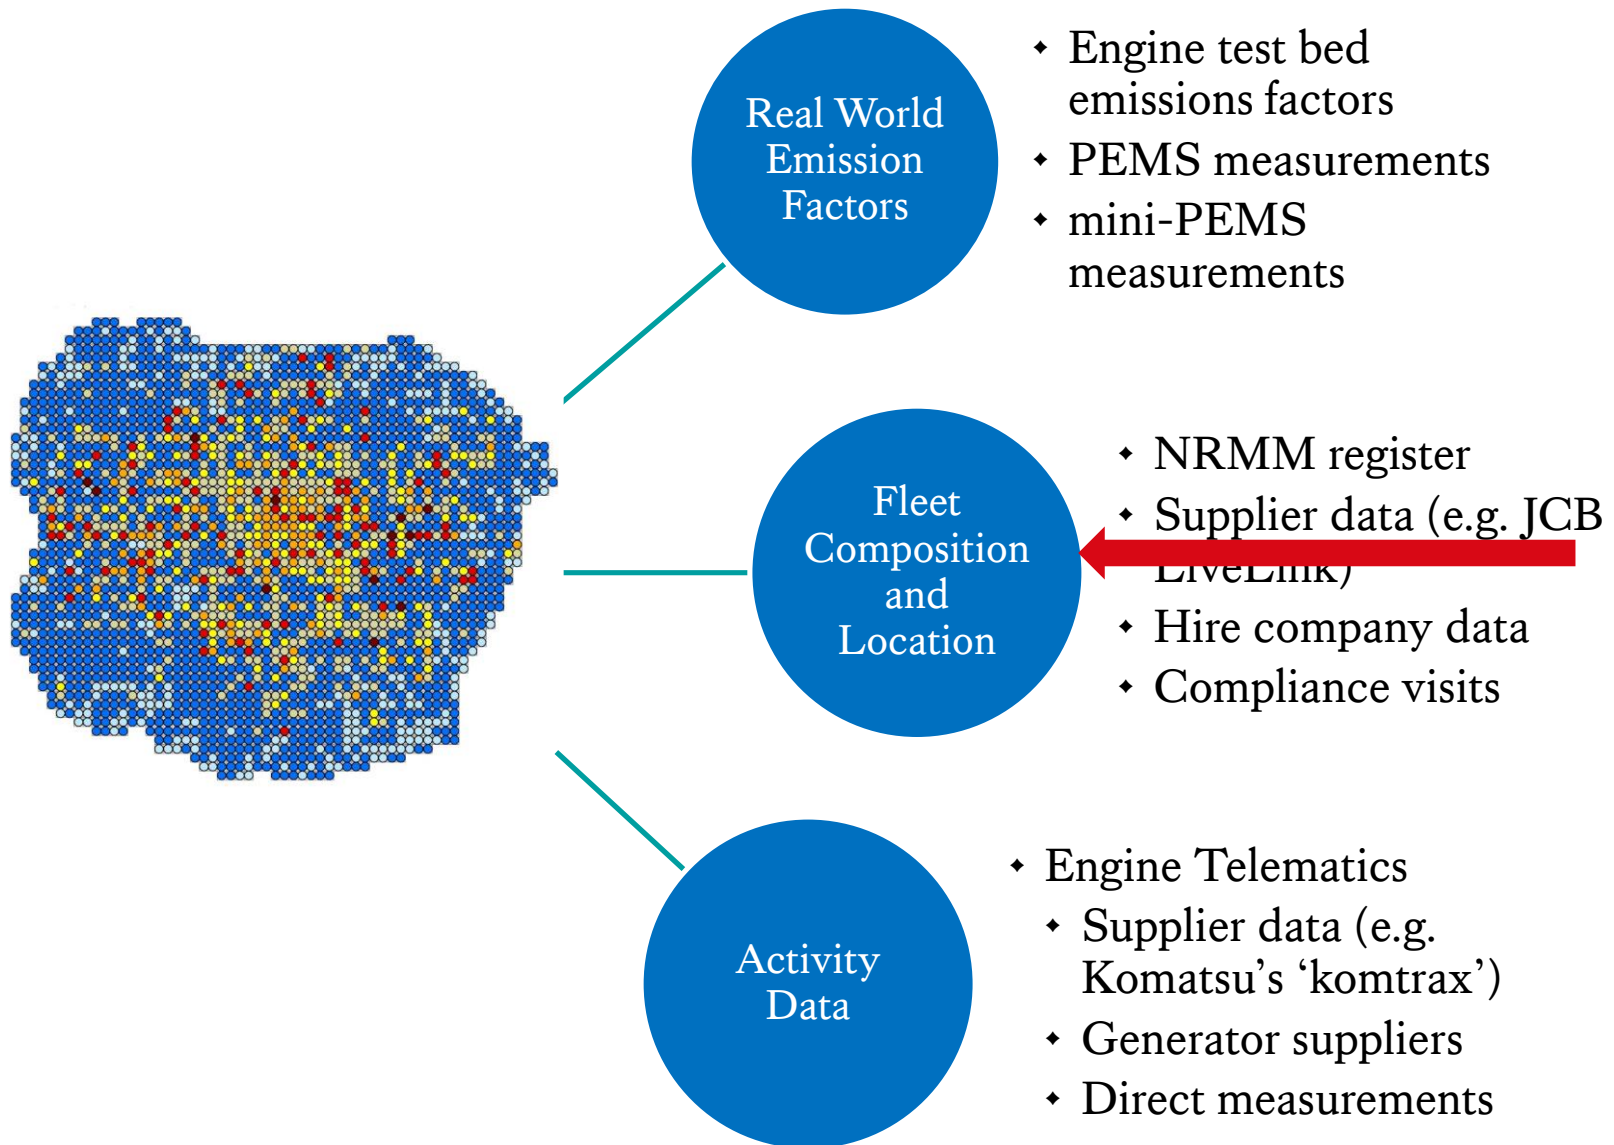 Real World
Emission
Factors
Engine test bed
emissions factors
PEMS measurements
mini-PEMS
measurements
Fleet
Composition
and
Location
NRMM register
Supplier data (e.g. JCB
LiveLink)
Hire company data
Compliance visits
Activity
Data
Engine Telematics
Supplier data (e.g.
Komatsu’s ‘komtrax’)
Generator suppliers
Direct measurements